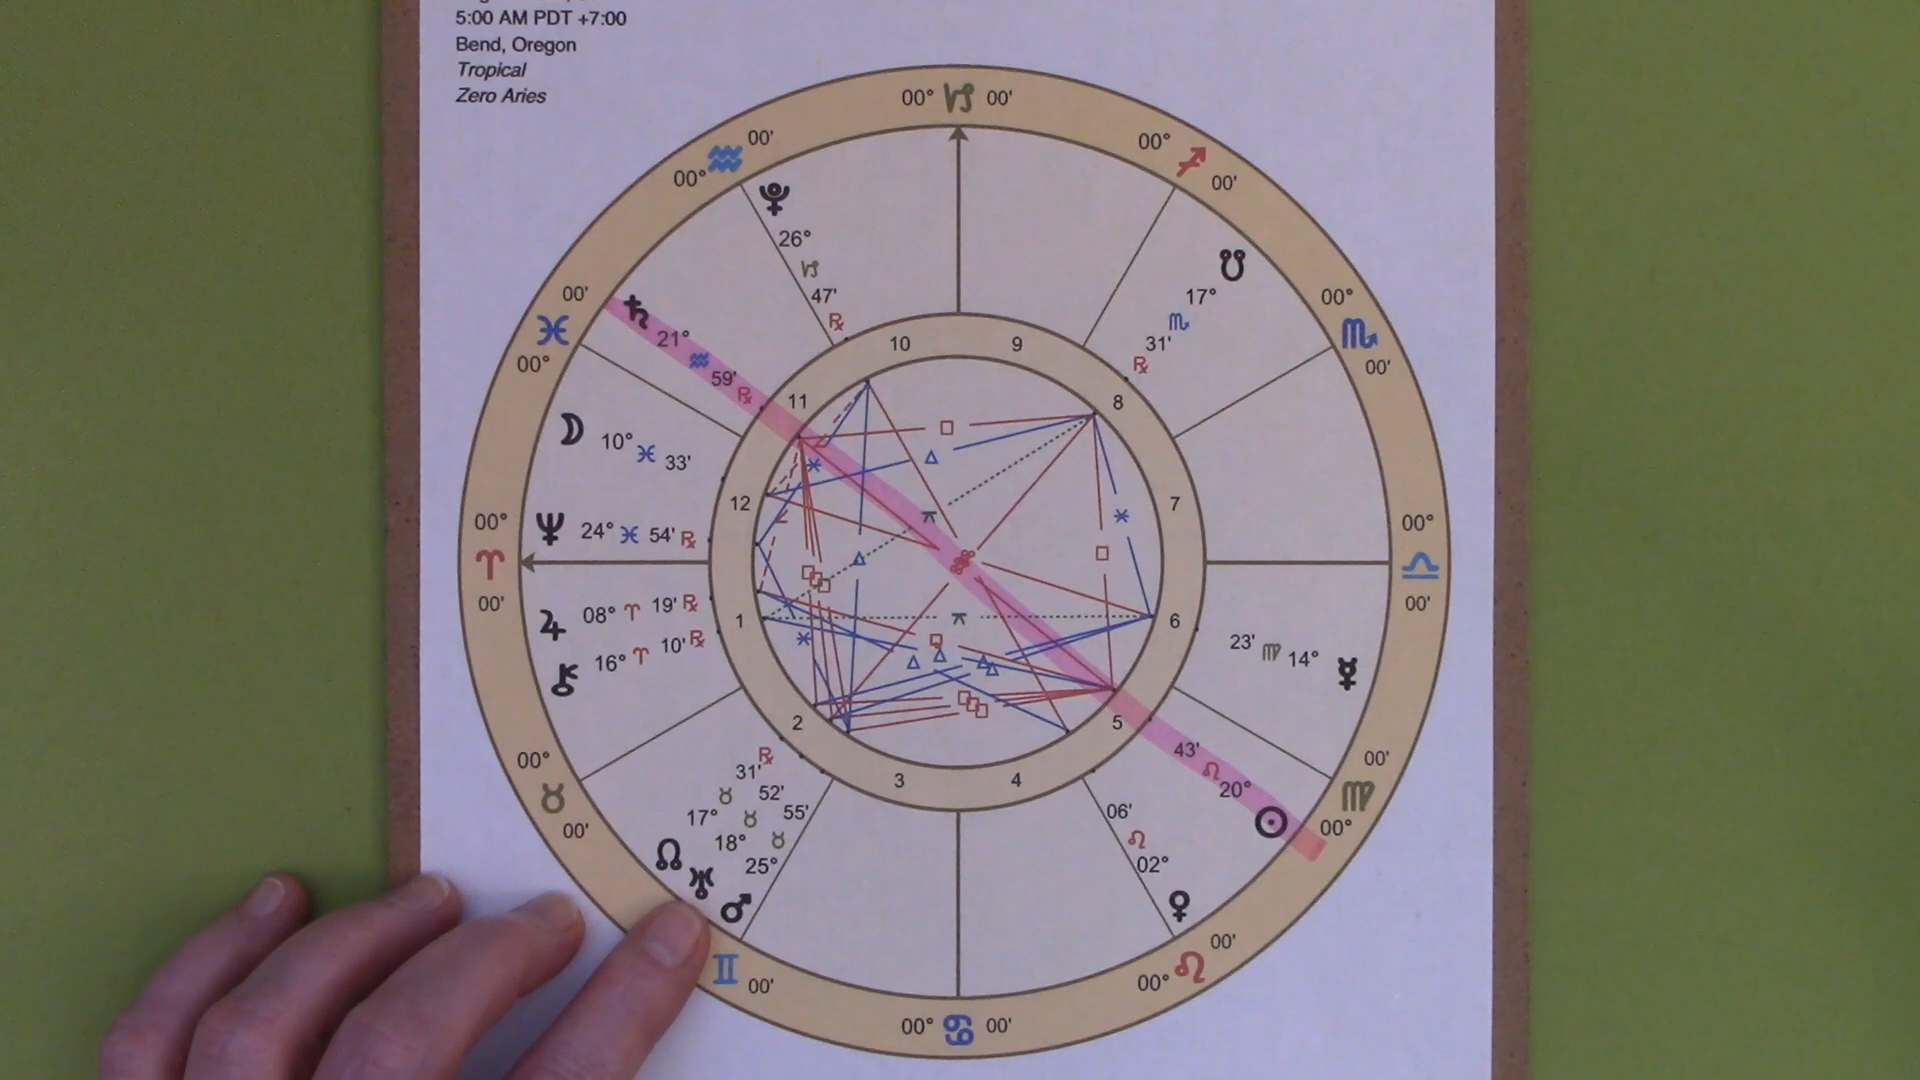 5:00 AM PDT +7:00
Bend, Oregon
Tropical
Zero Aries
00° ♑ 00'
00° ♒ 00'
00° ♐ 00'
26° ♑ 47' ℞
17° ♏ 31' ℞
00° ♓ 00'
00° ♏ 00'
21° ♒ 59' ℞
10 9
11 8
10° ♓ 33'
12 7
24° ♓ 54' ℞
00° ♈ 00'
00° ♎ 00'
08° ♈ 19' ℞
16° ♈ 10' ℞
1 6
23' ♍ 14°
2 5
3 4
43' ♌ 20°
00° ♉ 00'
00° ♍ 00'
17° ♉ 31' ℞
18° ♉ 52'
25° ♉ 55'
06' ♌ 02°
♊ 00'
00° ♌ 00'
00° ♋ 00'